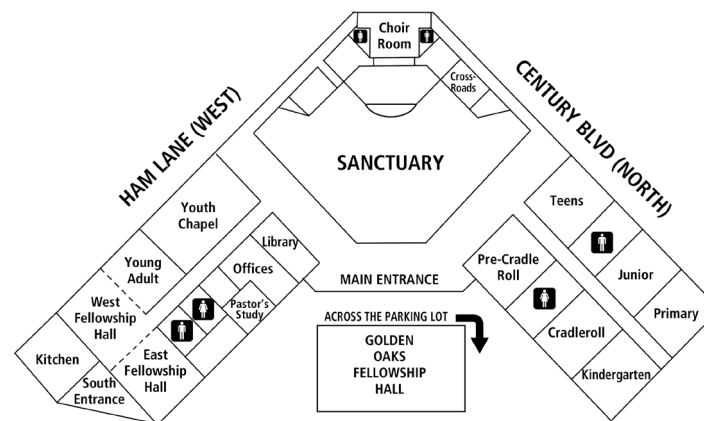 Choir
Room
Cross-
Roads
HAM LANE (WEST)
CENTURY BLVD (NORTH)
SANCTUARY
Youth
Chapel
Teens
Library
Young
Adult
Offices
Pre-Cradle
Roll
Junior
MAIN ENTRANCE
West
Fellowship
Hall
Pastor's
Study
Primary
ACROSS THE PARKING LOT
Cradleroll
Kitchen
East
Fellowship
Hall
GOLDEN
OAKS
FELLOWSHIP
HALL
South
Entrance
Kindergarten